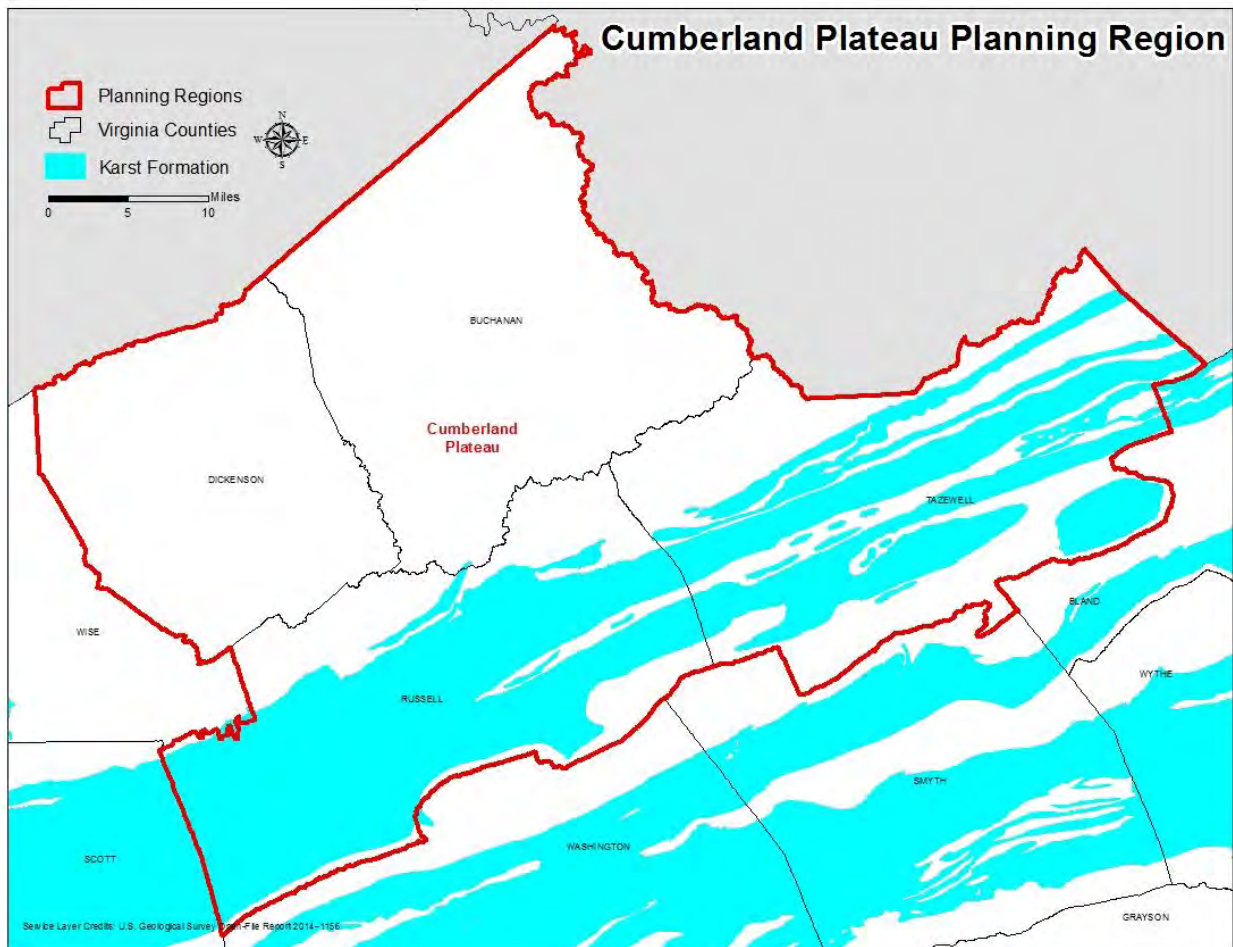 Cumberland Plateau Planning Region
Planning Regions
Virginia Counties
Karst Formation
N
W E
S
Miles
0 5 10
BUCHANAN
Cumberland
Plateau
DICKENSON
TAZEWELL
WISE
BLAND
RUSSELL
WYTHE
SMYTH
WASHINGTON
SCOTT
GRAYSON
Service Layer Credits: U.S. Geological Survey Open-File Report 2014-1156